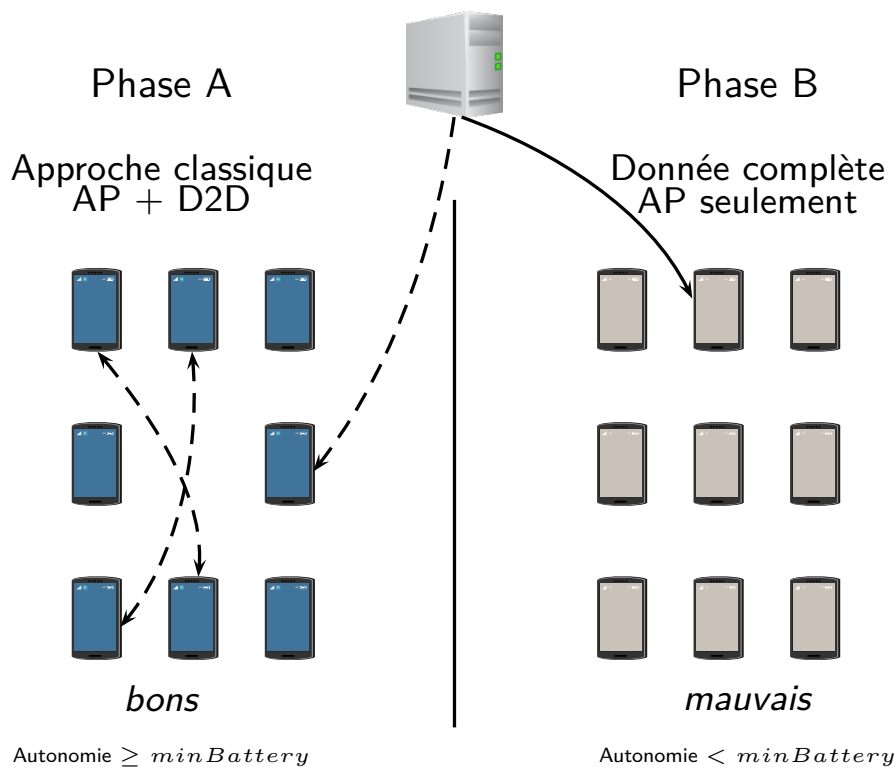 Phase A
Phase B
Approche classique
AP + D2D
Donnée complète
AP seulement
bons
mauvais
Autonomie ≥ minBattery
Autonomie < minBattery